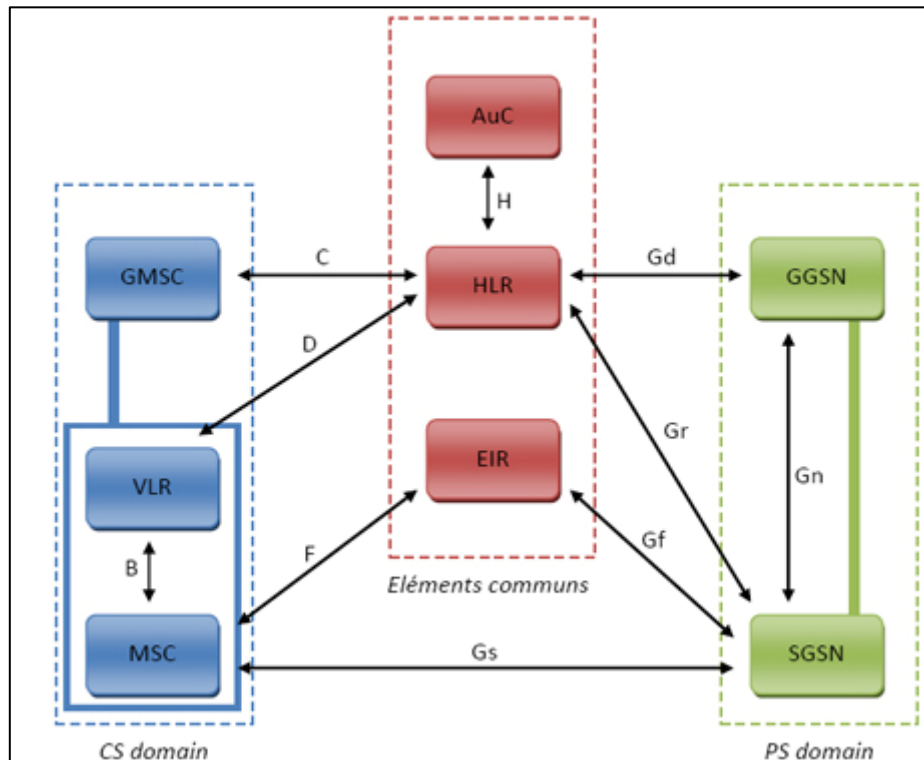 AuC
H
GMSC
C
HLR
Gd
GGSN
D
Gr
VLR
EIR
Gn
B
F
Gf
Eléments communs
MSC
Gs
SGSN
CS domain
PS domain